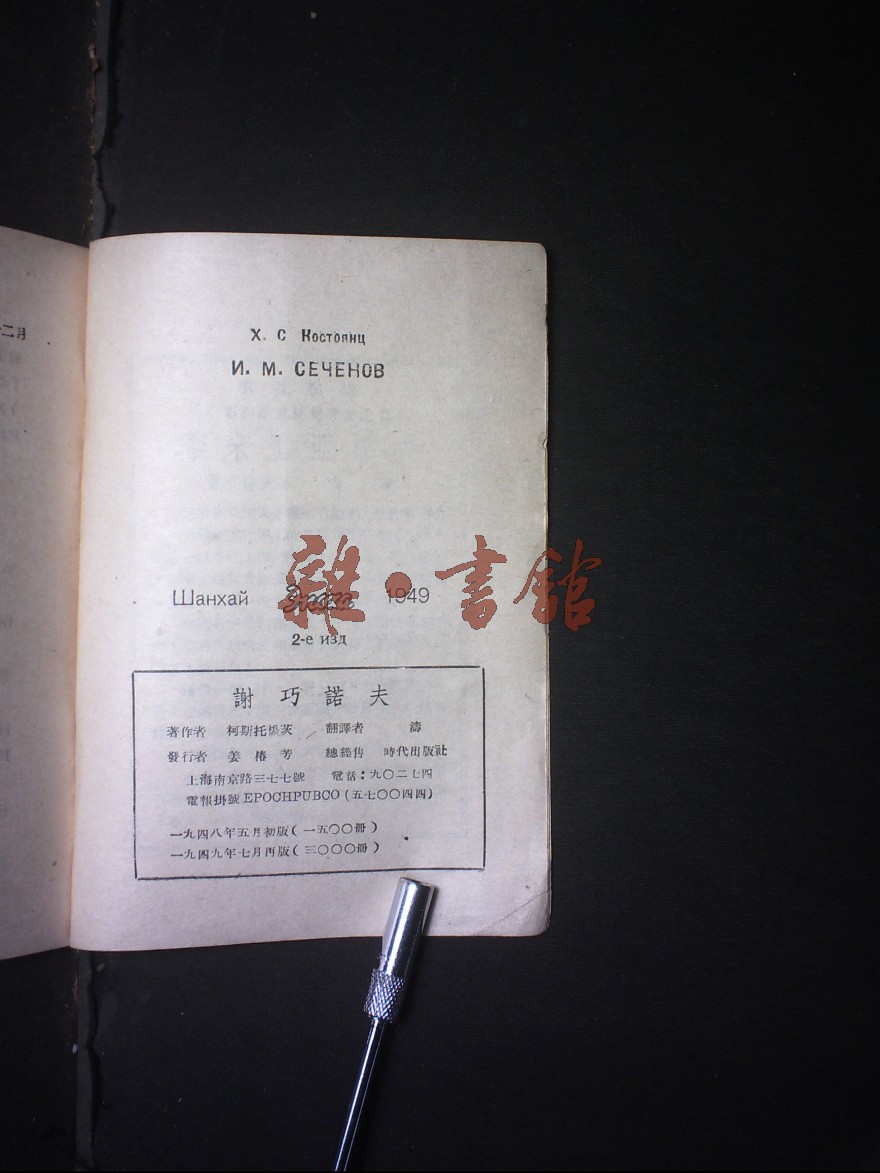 二月
Х. С Костоянц
И. М. СЕЧЕНОВ
雜·書館
Шанхай 1949
2-е изд
謝巧諾夫
著作者 柯斯托揚茨 翻譯者 濤
發行者 姜椿芳 總經售 時代出版社
上海南京路三七七號 電話：九〇二七四
電報掛號 EPOCHPUBCO (五七〇〇四四)
一九四八年五月初版(一五〇〇冊)
一九四九年七月再版(三〇〇〇冊)